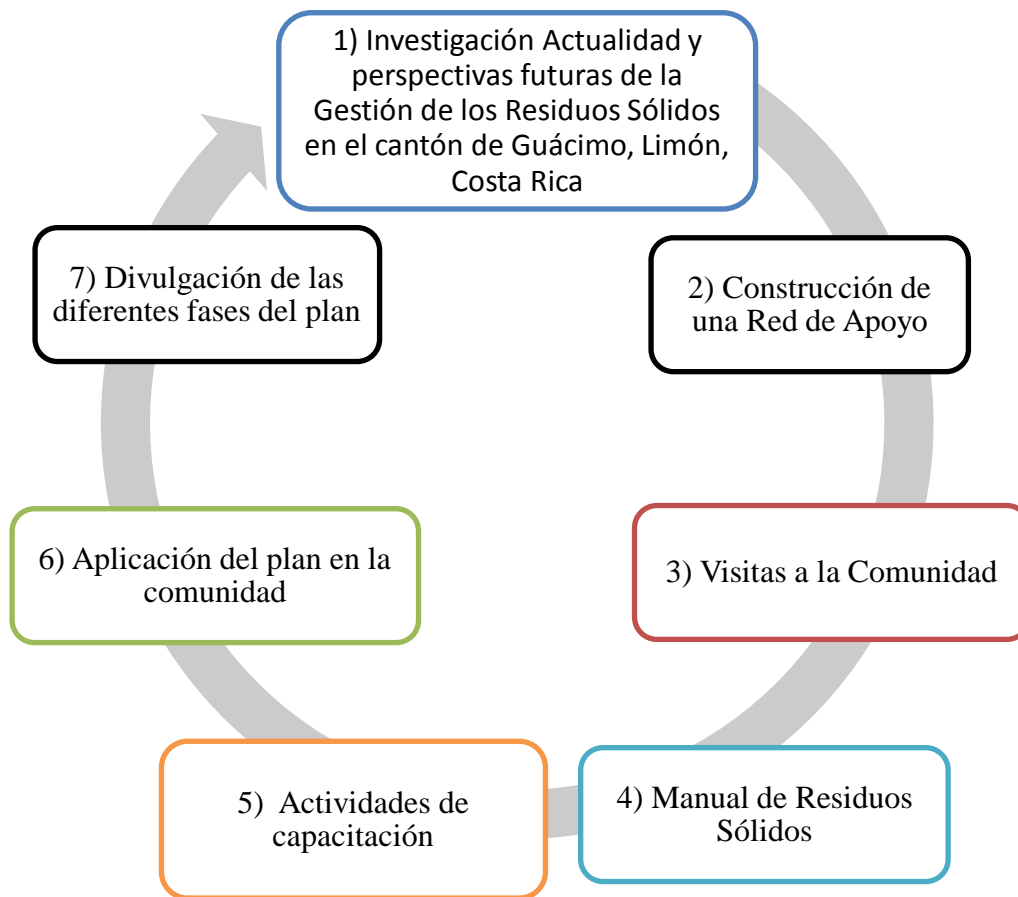 1) Investigación Actualidad y
perspectivas futuras de la
Gestión de los Residuos Sólidos
en el cantón de Guácimo, Limón,
Costa Rica
2) Construcción de
una Red de Apoyo
3) Visitas a la Comunidad
4) Manual de Residuos
Sólidos
5) Actividades de
capacitación
6) Aplicación del plan en la
comunidad
7) Divulgación de las
diferentes fases del plan